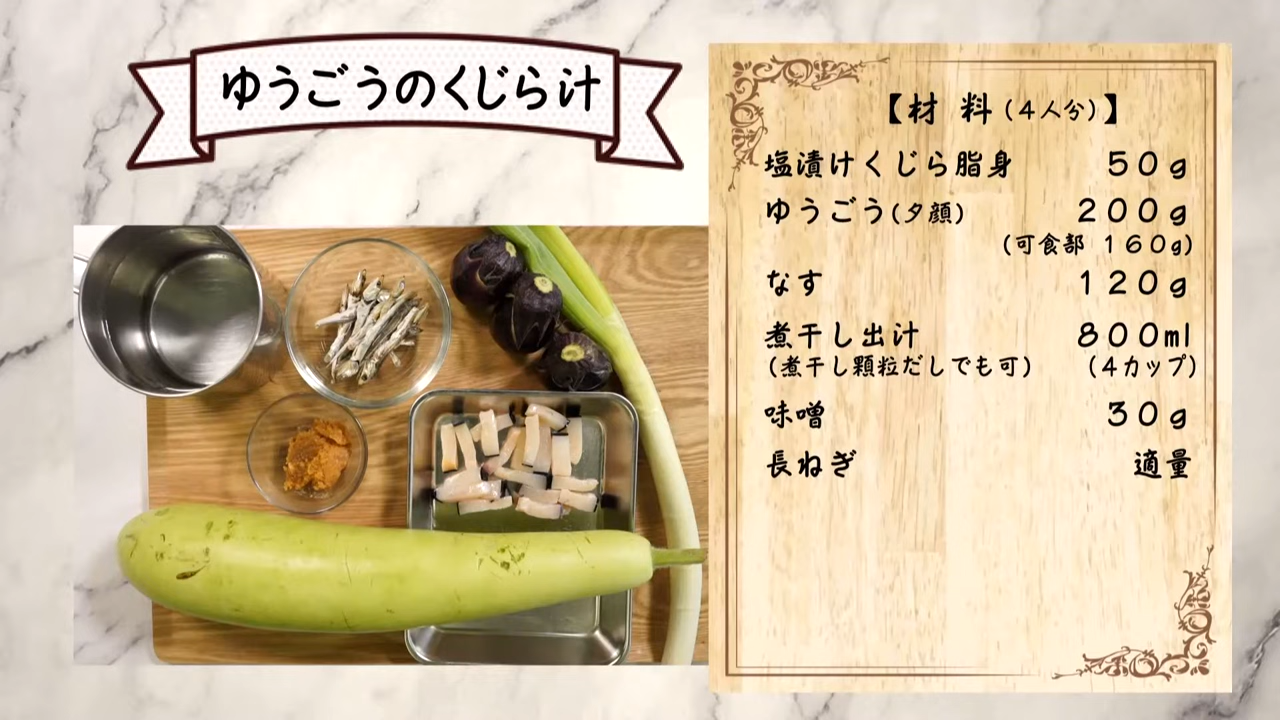 ゆうごうのくじら汁
【材 料(４人分)】
塩漬けくじら脂身 ５０ｇ
ゆうごう(夕顔) ２００ｇ
(可食部 １６０g)
なす １２０ｇ
煮干し出汁 ８００ml
(煮干し顆粒だしでも可) (４カップ)
味噌 ３０ｇ
長ねぎ 適量